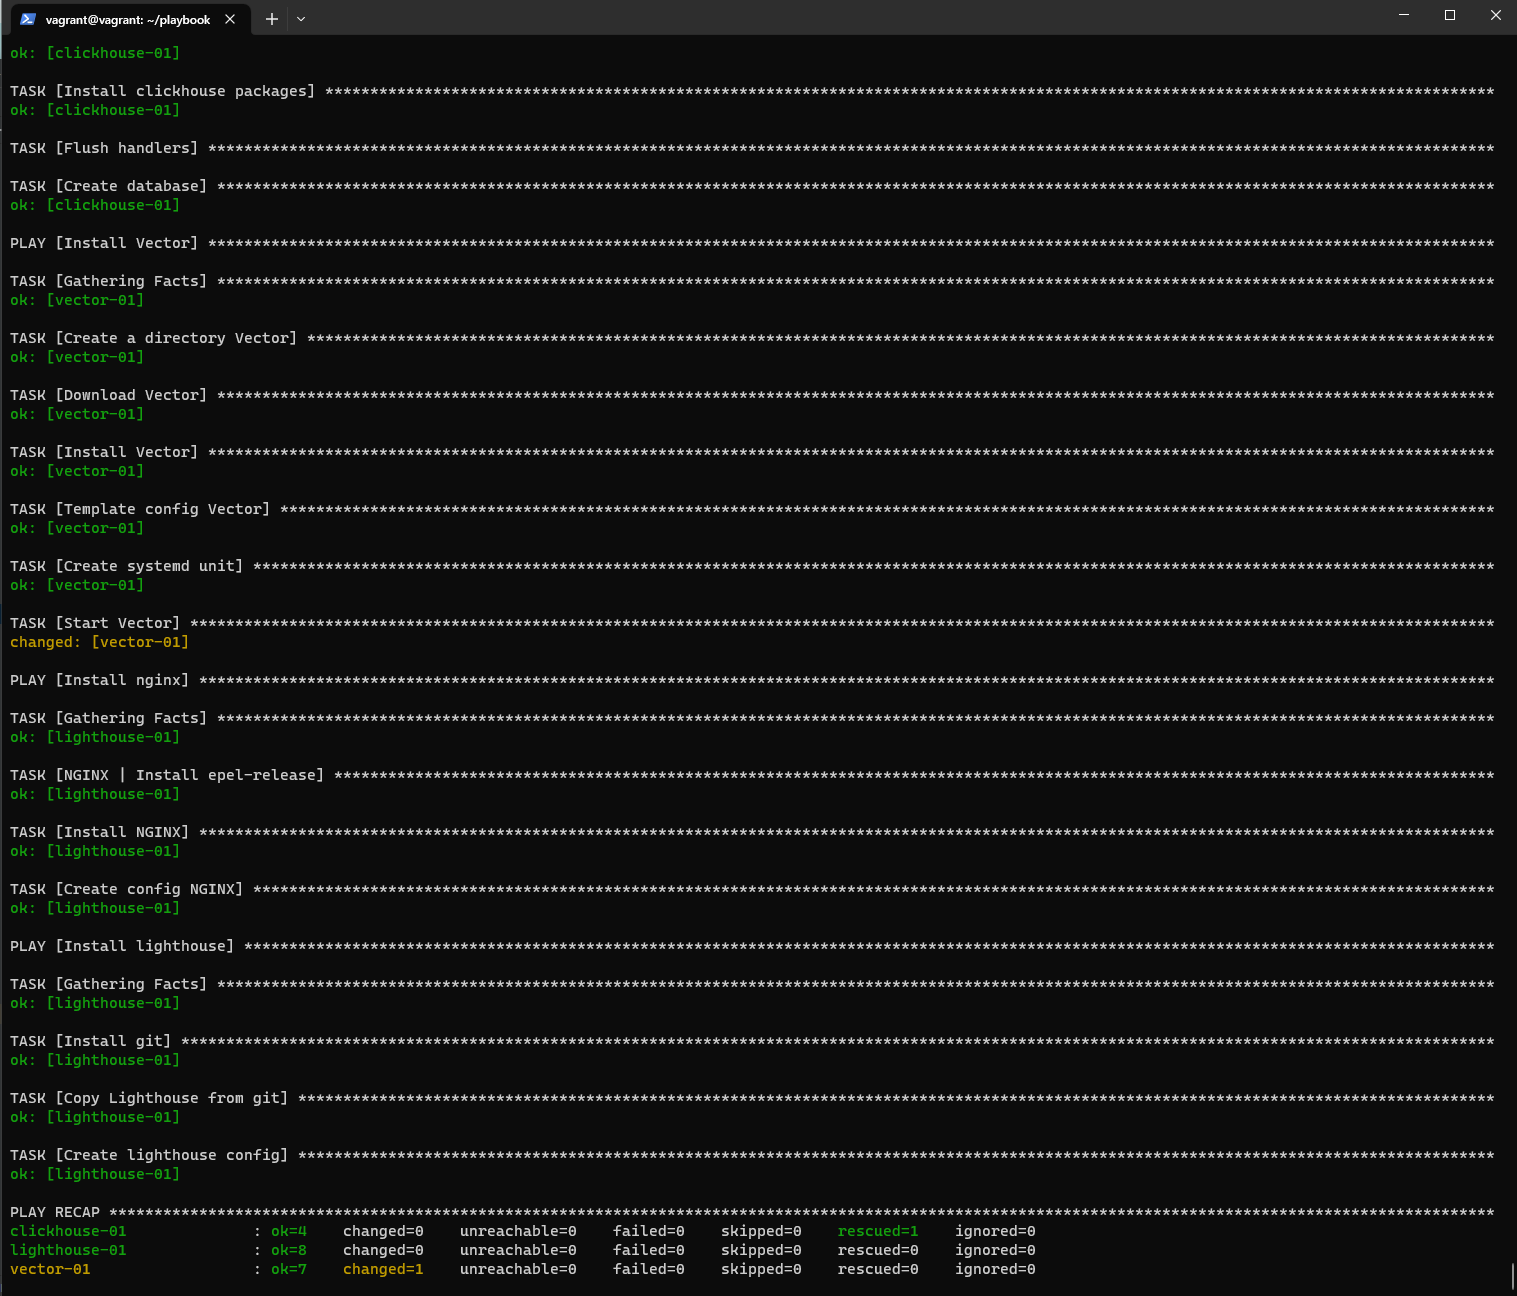 vagrant@vagrant: ~/playbook
ok: [clickhouse-01]
TASK [Install clickhouse packages] **********************************************************************************************************************************
ok: [clickhouse-01]
TASK [Flush handlers] ***********************************************************************************************************************************************
TASK [Create database] **********************************************************************************************************************************************
ok: [clickhouse-01]
PLAY [Install Vector] ***********************************************************************************************************************************************
TASK [Gathering Facts] **********************************************************************************************************************************************
ok: [vector-01]
TASK [Create a directory Vector] ************************************************************************************************************************************
ok: [vector-01]
TASK [Download Vector] **********************************************************************************************************************************************
ok: [vector-01]
TASK [Install Vector] ***********************************************************************************************************************************************
ok: [vector-01]
TASK [Template config Vector] ***************************************************************************************************************************************
ok: [vector-01]
TASK [Create systemd unit] ******************************************************************************************************************************************
ok: [vector-01]
TASK [Start Vector] *************************************************************************************************************************************************
changed: [vector-01]
PLAY [Install nginx] ************************************************************************************************************************************************
TASK [Gathering Facts] **********************************************************************************************************************************************
ok: [lighthouse-01]
TASK [NGINX | Install epel-release] *********************************************************************************************************************************
ok: [lighthouse-01]
TASK [Install NGINX] ************************************************************************************************************************************************
ok: [lighthouse-01]
TASK [Create config NGINX] ******************************************************************************************************************************************
ok: [lighthouse-01]
PLAY [Install lighthouse] *******************************************************************************************************************************************
TASK [Gathering Facts] **********************************************************************************************************************************************
ok: [lighthouse-01]
TASK [Install git] **************************************************************************************************************************************************
ok: [lighthouse-01]
TASK [Copy Lighthouse from git] *************************************************************************************************************************************
ok: [lighthouse-01]
TASK [Create lighthouse config] *************************************************************************************************************************************
ok: [lighthouse-01]
PLAY RECAP **********************************************************************************************************************************************************
clickhouse-01              : ok=4    changed=0    unreachable=0    failed=0    skipped=0    rescued=1    ignored=0
lighthouse-01              : ok=8    changed=0    unreachable=0    failed=0    skipped=0    rescued=0    ignored=0
vector-01                  : ok=7    changed=1    unreachable=0    failed=0    skipped=0    rescued=0    ignored=0